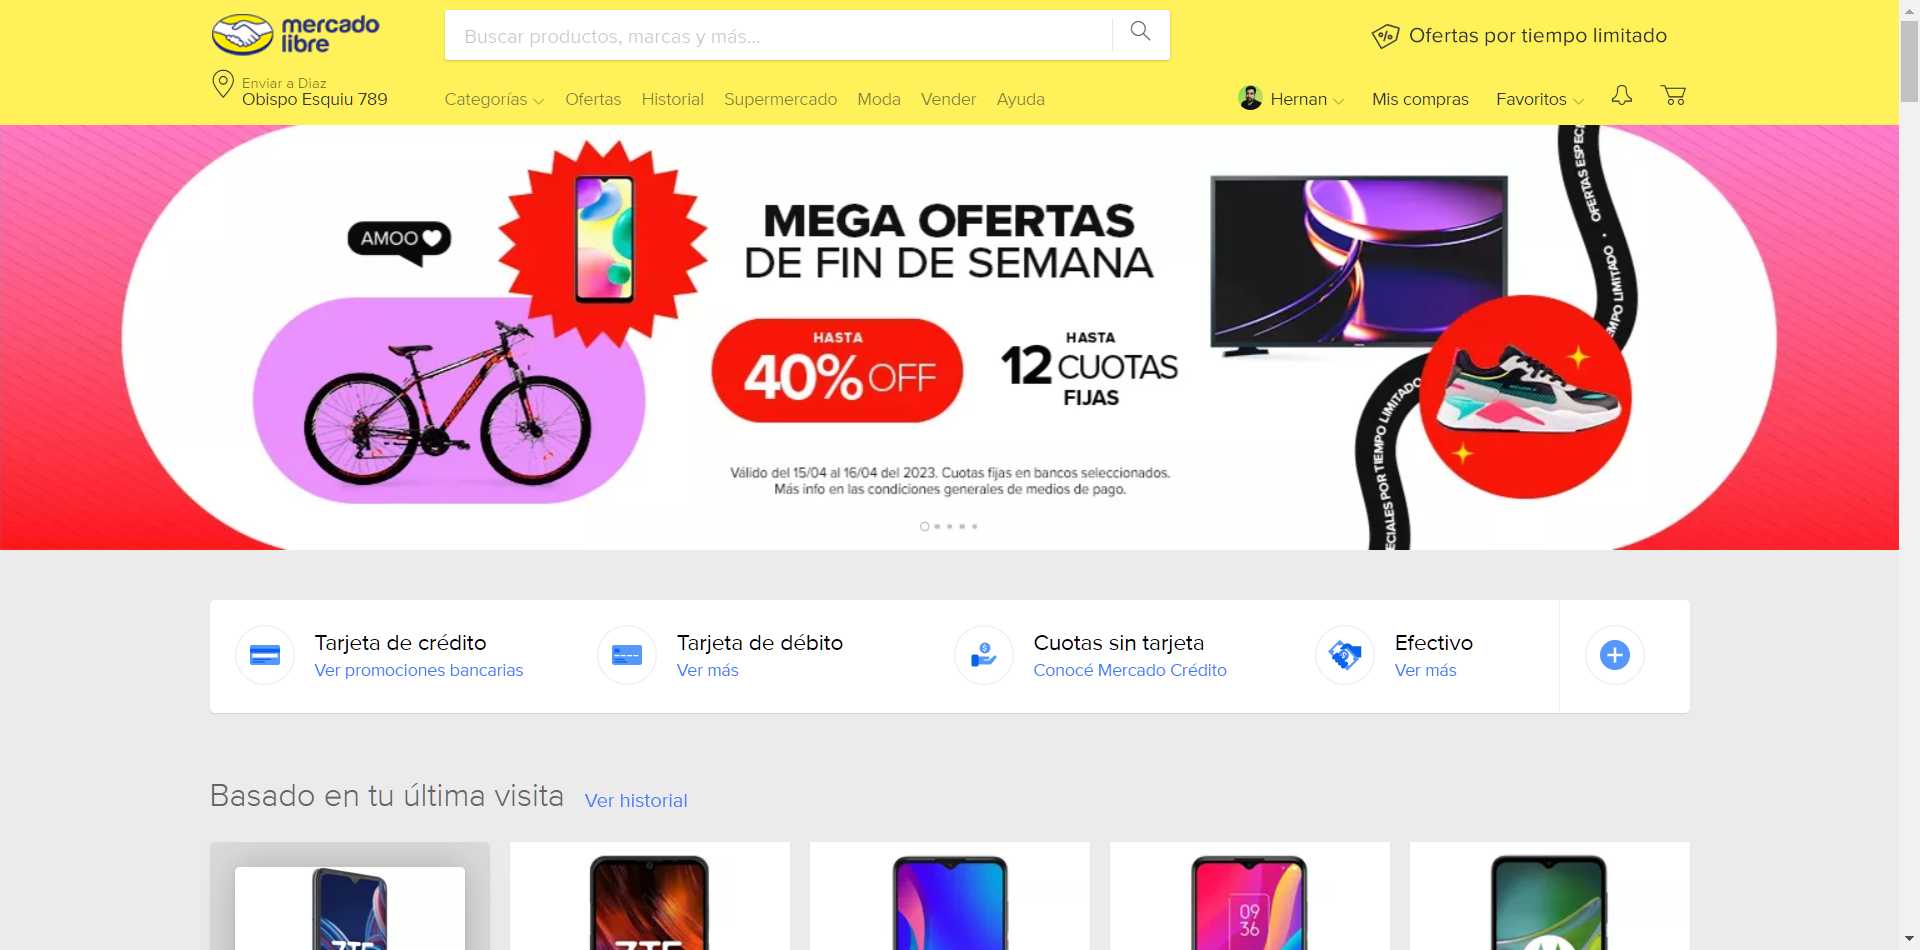 mercado
libre
Buscar productos, marcas y más...
Ofertas por tiempo limitado
Enviar a Diaz
Obispo Esquiu 789
Categorías
Ofertas
Historial
Supermercado
Moda
Vender
Ayuda
Hernan
Mis compras
Favoritos
AMOO
MEGA OFERTAS
DE FIN DE SEMANA
HASTA
40% OFF
HASTA
12 CUOTAS
FIJAS
Válido del 15/04 al 16/04 del 2023. Cuotas fijas en bancos seleccionados.
Más info en las condiciones generales de medios de pago.
OFERTAS ESPECI
TIEMPO LIMITADO
ECIALES POR TIEMPO LIMITADO
Tarjeta de crédito
Ver promociones bancarias
Tarjeta de débito
Ver más
Cuotas sin tarjeta
Conocé Mercado Crédito
Efectivo
Ver más
Basado en tu última visita
Ver historial
ZTE
ZTE
09
36